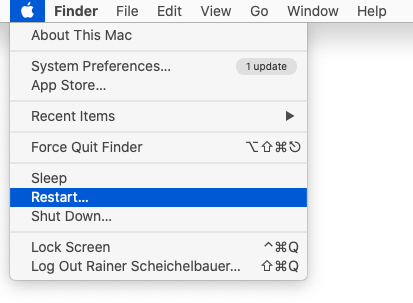 Finder File Edit View Go Window Help
About This Mac
System Preferences... 1 update
App Store...
Recent Items ▶
Force Quit Finder ⌥⇧⌘⎋
Sleep
Restart...
Shut Down...
Lock Screen ^⌘Q
Log Out Rainer Scheichelbauer... ⇧⌘Q